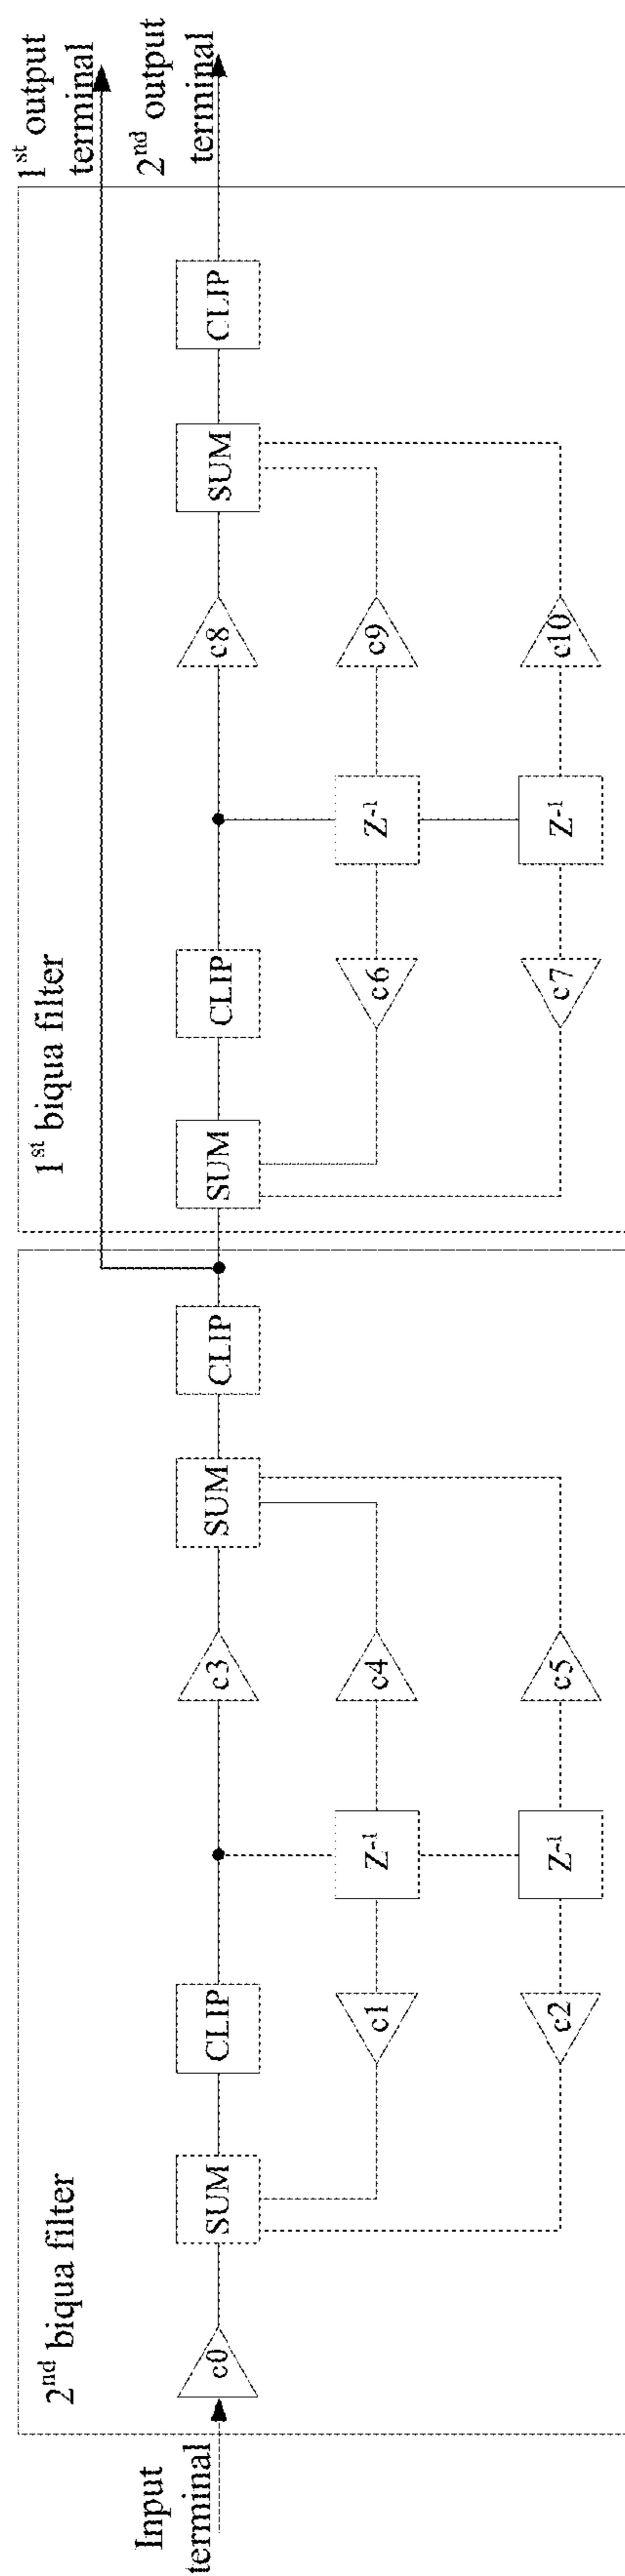 1st output
terminal
2nd output
terminal
1st biqua filter
SUM
CLIP
c8
SUM
CLIP
c6
Z-1
c9
c7
Z-1
c10
2nd biqua filter
Input
terminal
c0
SUM
CLIP
c3
SUM
CLIP
c1
Z-1
c4
c2
Z-1
c5